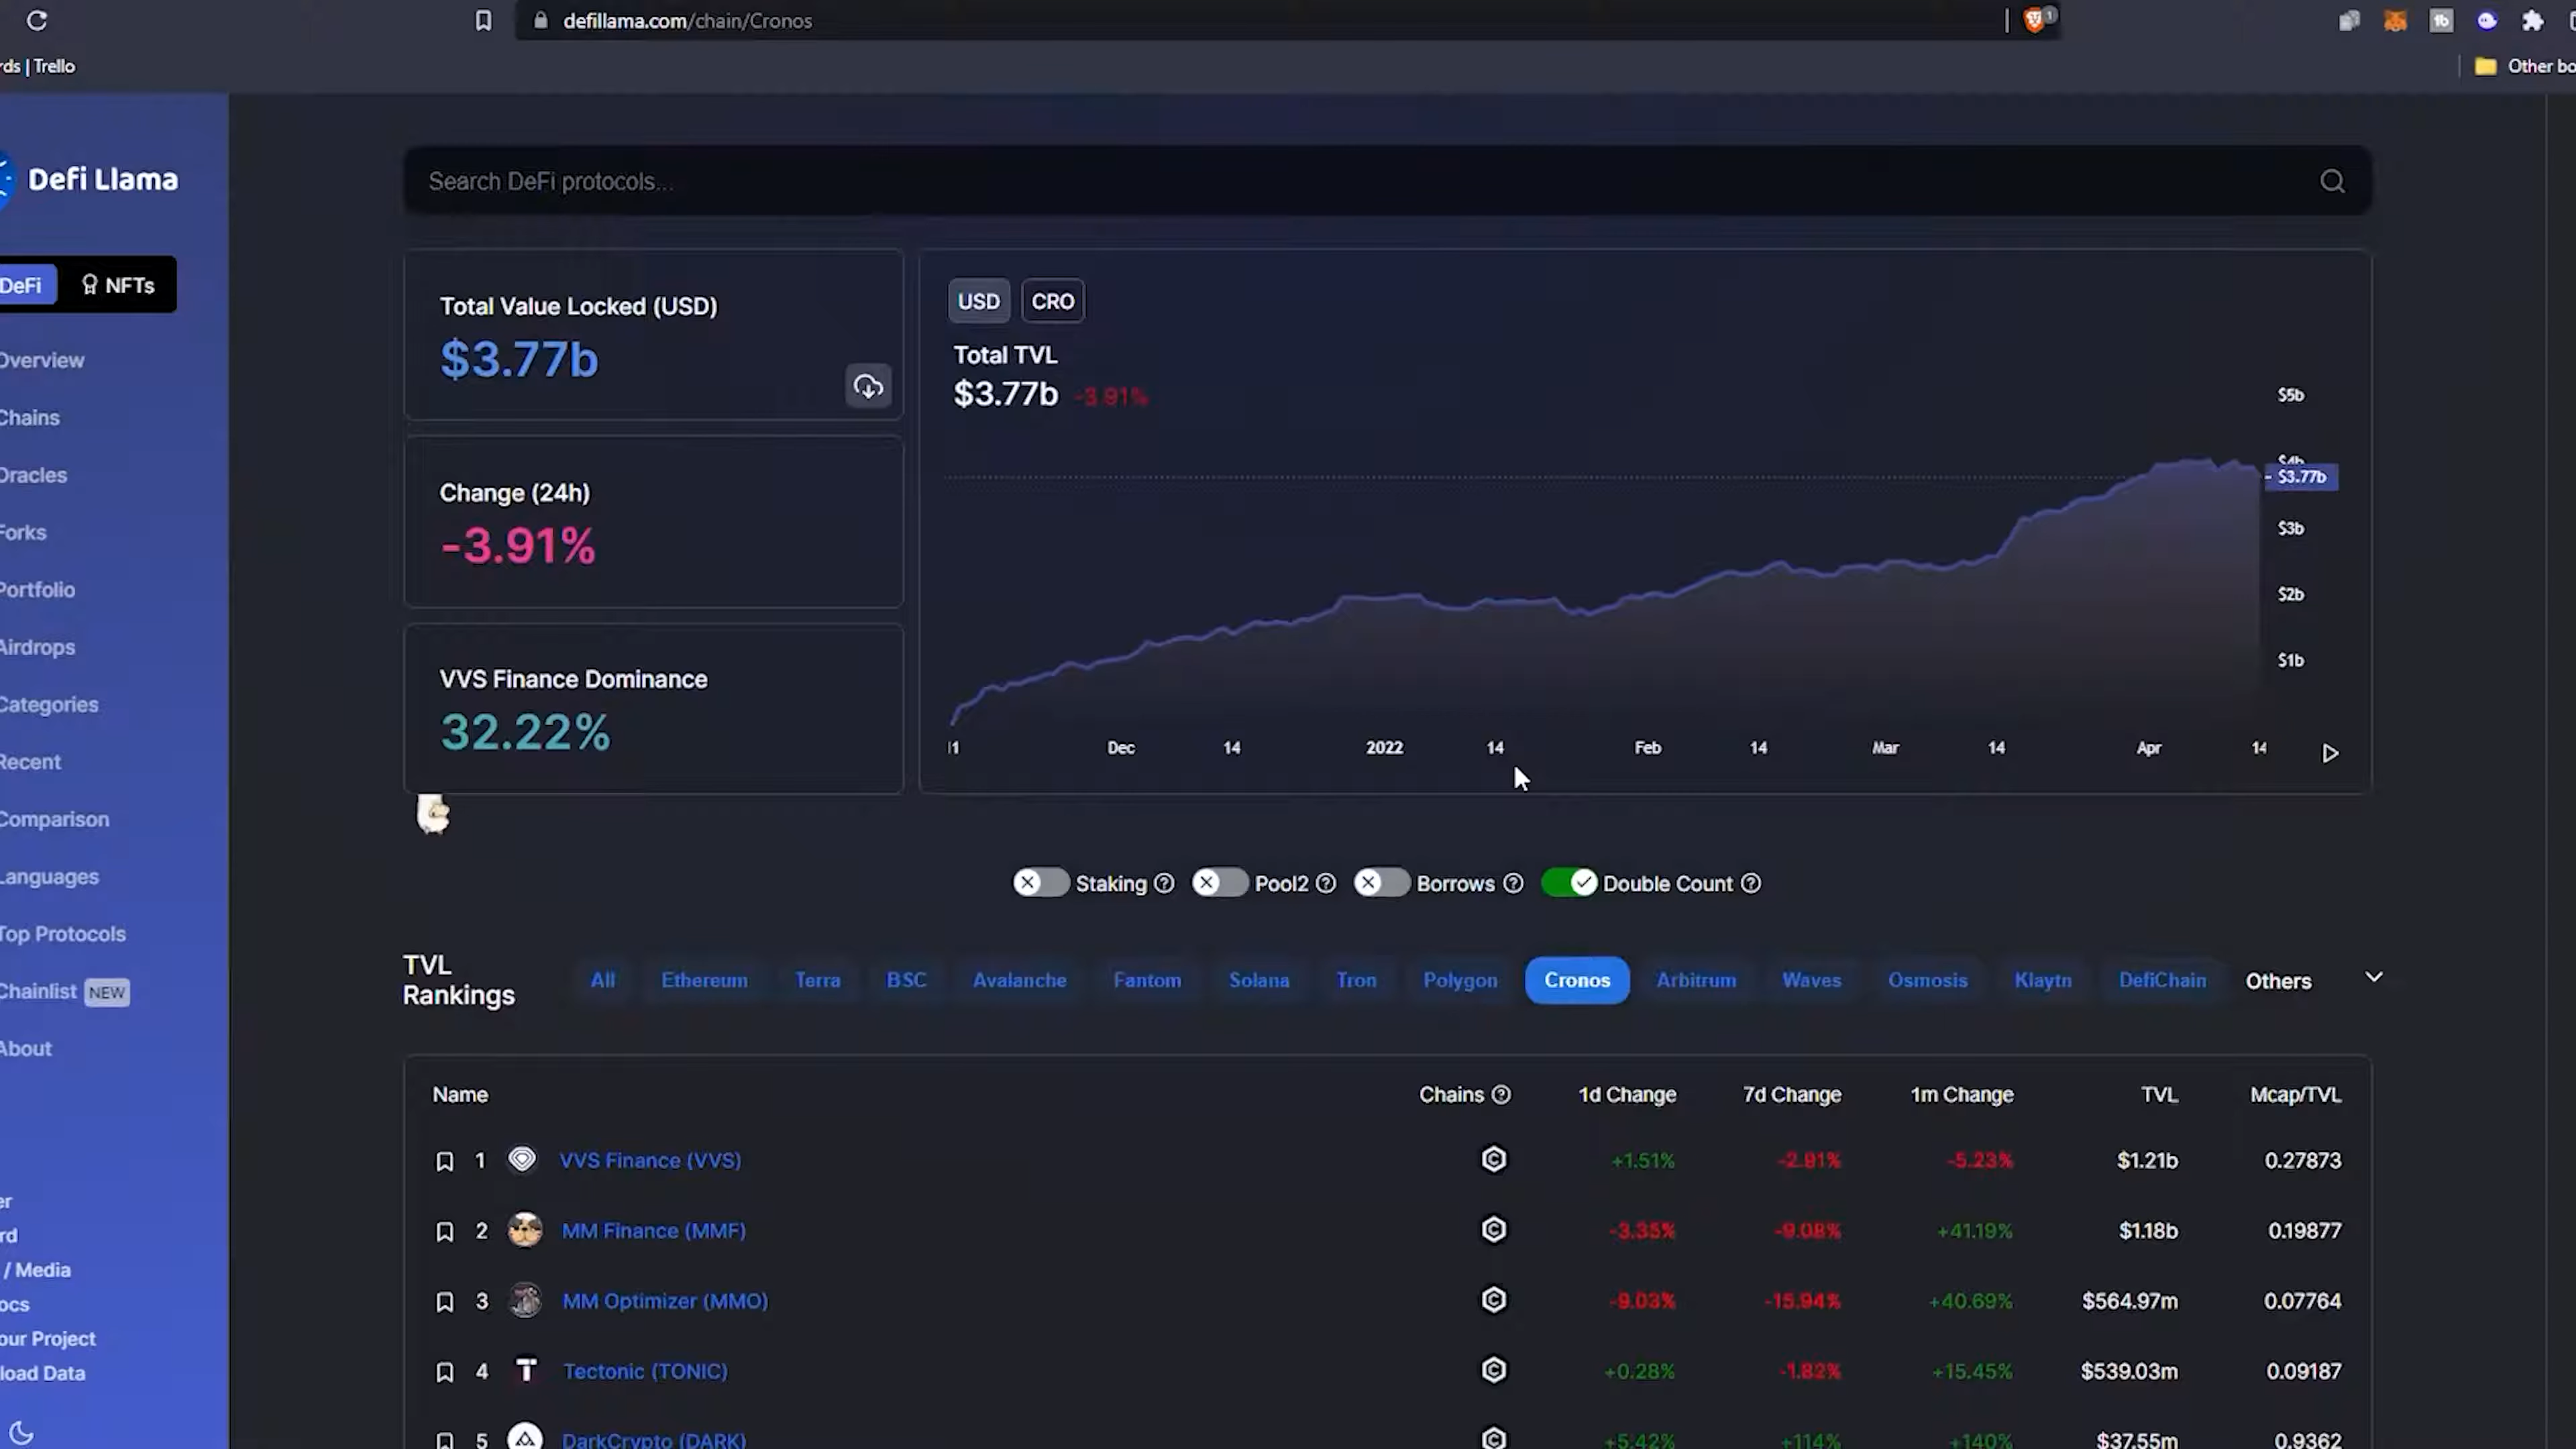 defillama.com/chain/Cronos
1
rds | Trello
Other bo
Defi Llama
DeFi
NFTs
Overview
Chains
Oracles
Forks
Portfolio
Airdrops
Categories
Recent
Comparison
Languages
Top Protocols
Chainlist NEW
About
er
rd
/ Media
ocs
our Project
load Data
Search DeFi protocols...
Total Value Locked (USD)
$3.77b
Change (24h)
-3.91%
VVS Finance Dominance
32.22%
USD CRO
Total TVL
$3.77b -3.91%
$5b
$4b
$3.77b
$3b
$2b
$1b
11 Dec 14 2022 14 Feb 14 Mar 14 Apr 14
Staking Pool2 Borrows Double Count
TVL Rankings
All Ethereum Terra BSC Avalanche Fantom Solana Tron Polygon Cronos Arbitrum Waves Osmosis Klaytn DefiChain Others
Name Chains 1d Change 7d Change 1m Change TVL Mcap/TVL
1 VVS Finance (VVS) +1.51% -2.91% -5.23% $1.21b 0.27873
2 MM Finance (MMF) -3.35% -9.08% +41.19% $1.18b 0.19877
3 MM Optimizer (MMO) -9.03% -15.94% +40.69% $564.97m 0.07764
4 Tectonic (TONIC) +0.28% -1.82% +15.45% $539.03m 0.09187
5 DarkCrypto (DARK) +5.42% +114% +140% $37.55m 0.9362